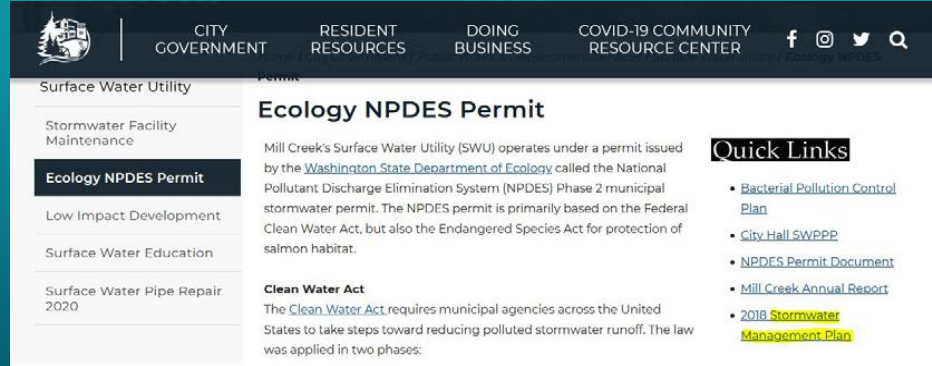 CITY GOVERNMENT
RESIDENT RESOURCES
DOING BUSINESS
COVID-19 COMMUNITY RESOURCE CENTER
Permit
Surface Water Utility
Stormwater Facility
Maintenance
Ecology NPDES Permit
Low Impact Development
Surface Water Education
Surface Water Pipe Repair
2020
Ecology NPDES Permit
Mill Creek's Surface Water Utility (SWU) operates under a permit issued
by the Washington State Department of Ecology called the National
Pollutant Discharge Elimination System (NPDES) Phase 2 municipal
stormwater permit. The NPDES permit is primarily based on the Federal
Clean Water Act, but also the Endangered Species Act for protection of
salmon habitat.
Clean Water Act
The Clean Water Act requires municipal agencies across the United
States to take steps toward reducing polluted stormwater runoff. The law
was applied in two phases:
Quick Links
• Bacterial Pollution Control
Plan
• City Hall SWPPP
• NPDES Permit Document
• Mill Creek Annual Report
• 2018 Stormwater
Management Plan